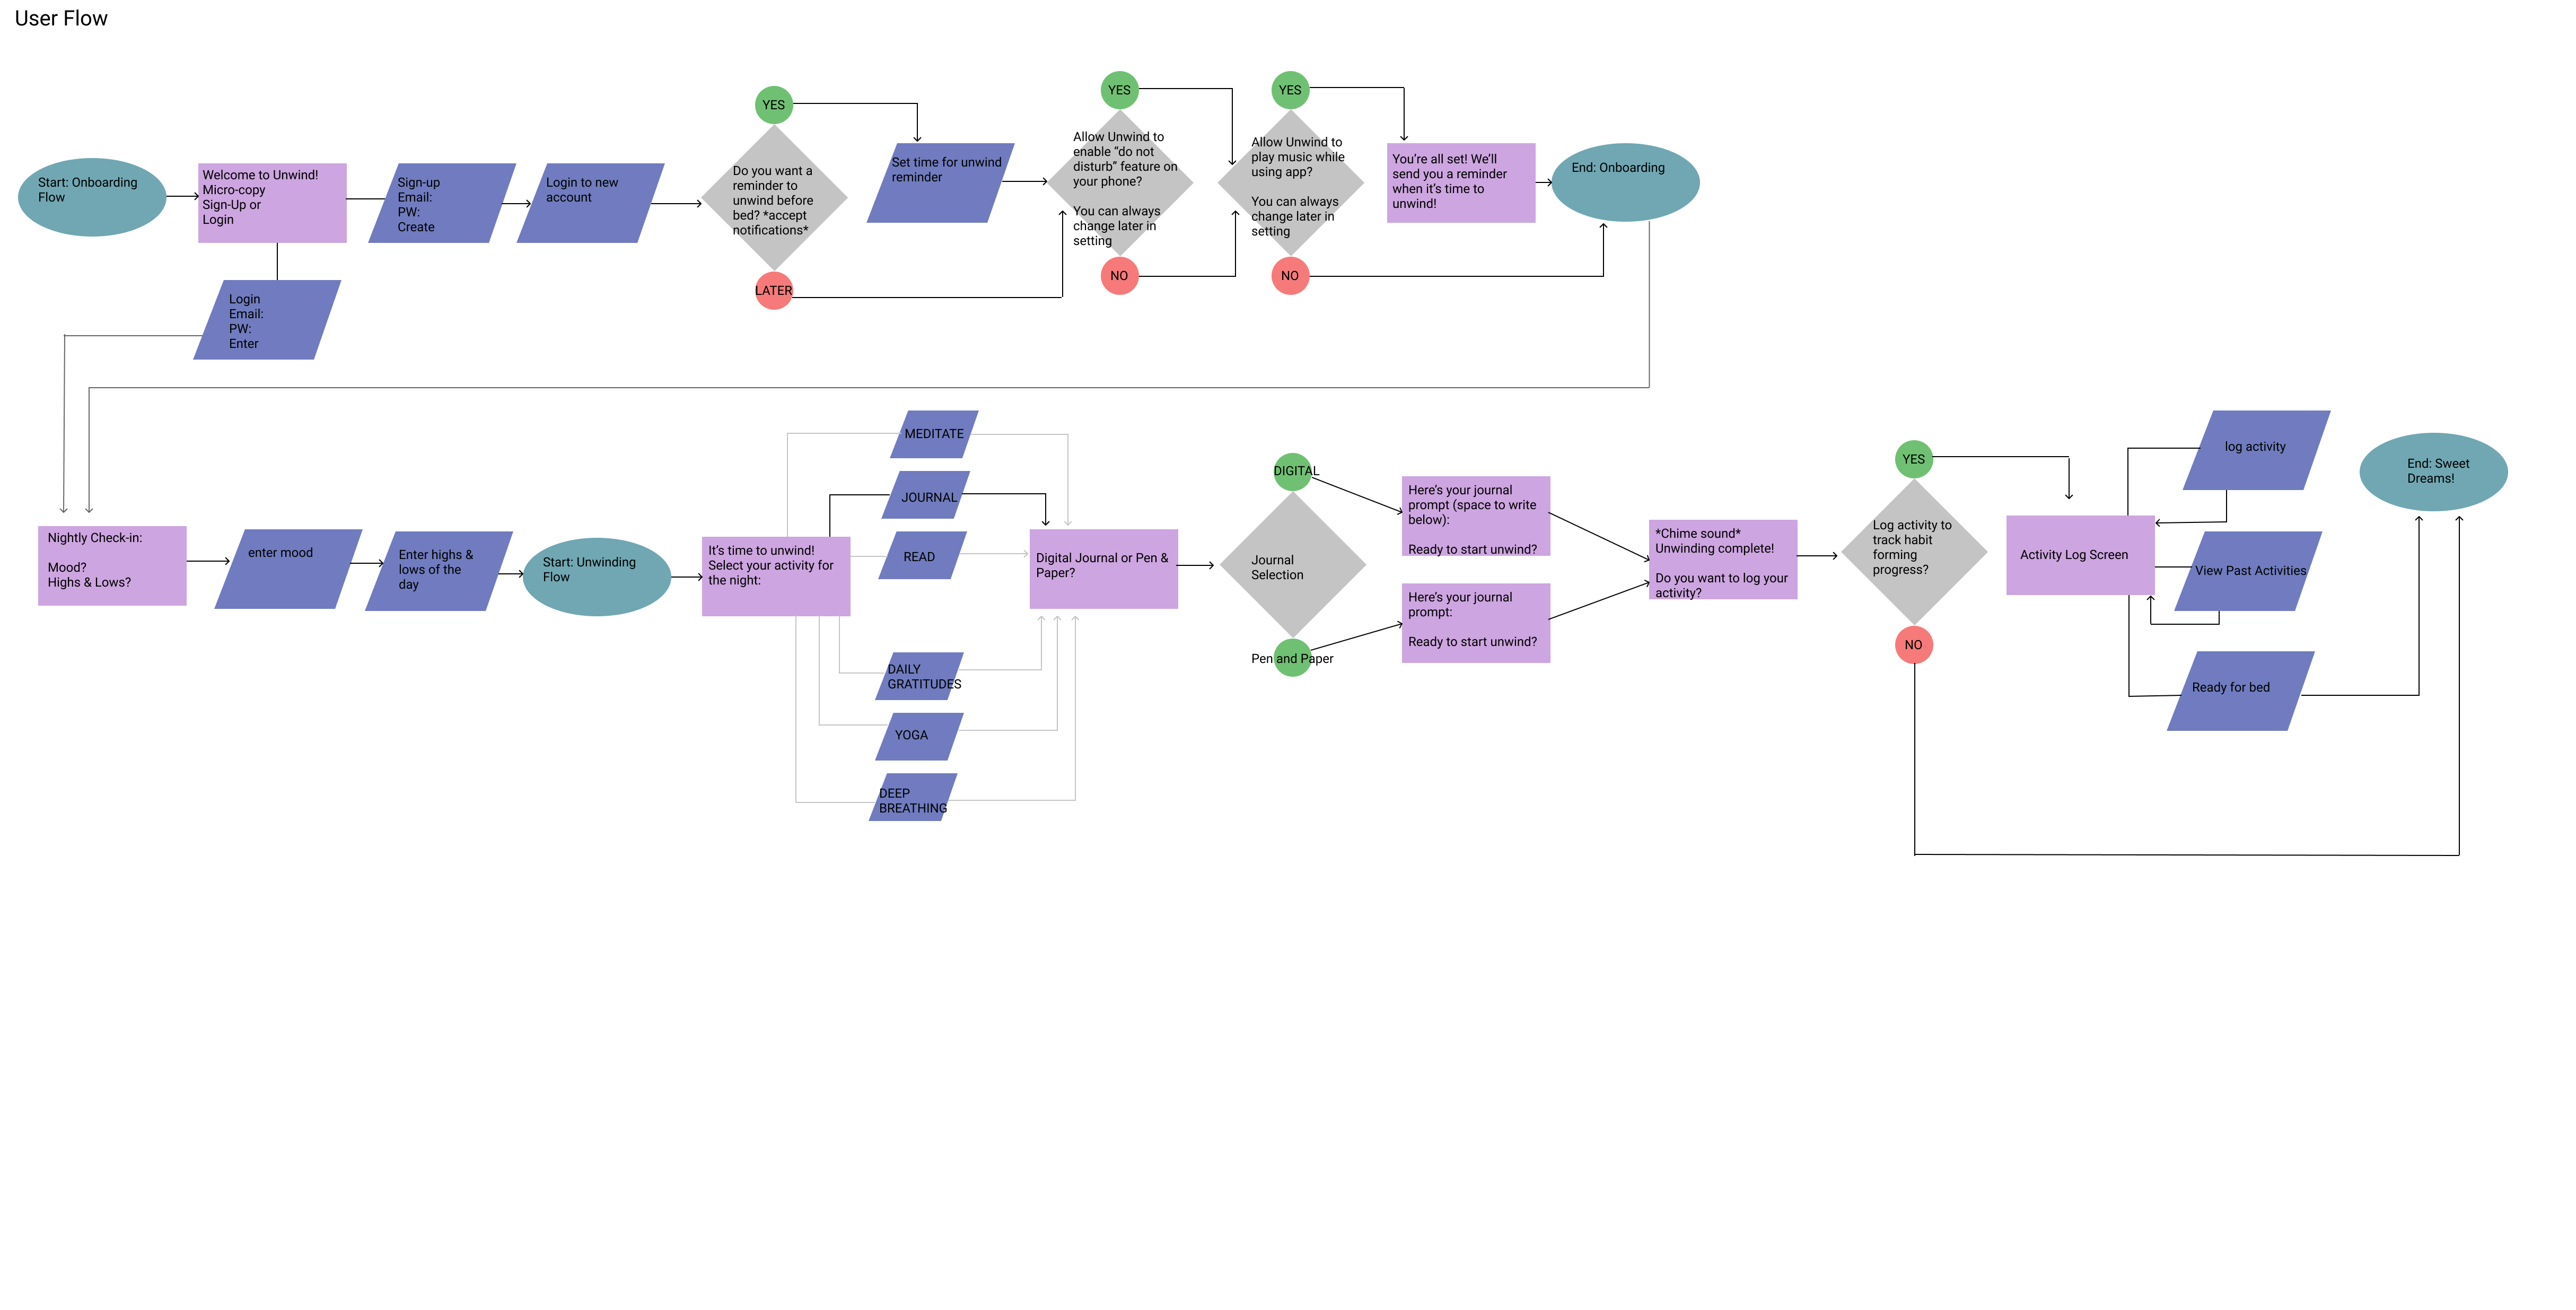 User Flow
Start: Onboarding
Flow
Welcome to Unwind!
Micro-copy
Sign-Up or
Login
Sign-up
Email:
PW:
Create
Login to new
account
YES
Do you want a
reminder to
unwind before
bed? *accept
notifications*
LATER
Set time for unwind
reminder
YES
Allow Unwind to
enable “do not
disturb” feature on
your phone?
You can always
change later in
setting
NO
YES
Allow Unwind to
play music while
using app?
You can always
change later in
setting
NO
You’re all set! We’ll
send you a reminder
when it’s time to
unwind!
End: Onboarding
Login
Email:
PW:
Enter
Nightly Check-in:
Mood?
Highs & Lows?
enter mood
Enter highs &
lows of the
day
Start: Unwinding
Flow
It’s time to unwind!
Select your activity for
the night:
MEDITATE
JOURNAL
READ
DAILY
GRATITUDES
YOGA
DEEP
BREATHING
Digital Journal or Pen &
Paper?
DIGITAL
Journal
Selection
Pen and Paper
Here’s your journal
prompt (space to write
below):
Ready to start unwind?
Here’s your journal
prompt:
Ready to start unwind?
*Chime sound*
Unwinding complete!
Do you want to log your
activity?
YES
Log activity to
track habit
forming
progress?
NO
Activity Log Screen
log activity
View Past Activities
Ready for bed
End: Sweet
Dreams!